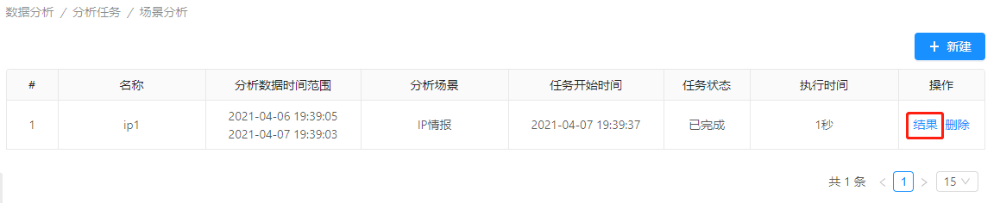 数据分析 / 分析任务 / 场景分析
+ 新建
# 名称 分析数据时间范围 分析场景 任务开始时间 任务状态 执行时间 操作
1 ip1 2021-04-06 19:39:05 IP情报 2021-04-07 19:39:37 已完成 1秒 结果 删除
2021-04-07 19:39:03
共 1 条 < 1 > 15